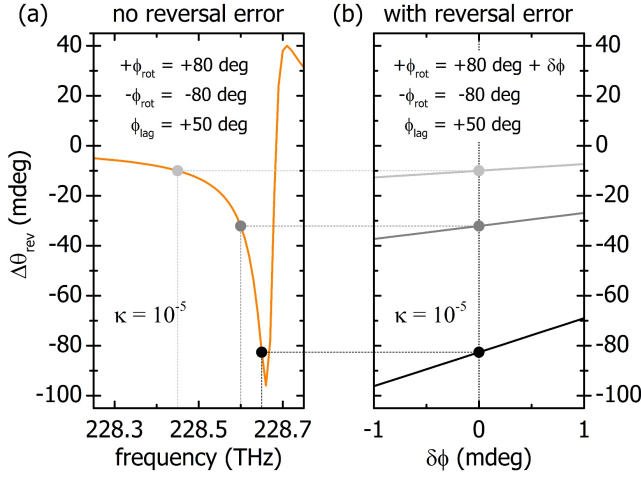 (a) no reversal error
+ϕrot = +80 deg
-ϕrot = -80 deg
ϕlag = +50 deg
κ = 10-5
Δθrev (mdeg)
40
20
0
-20
-40
-60
-80
-100
228.3 228.5 228.7
frequency (THz)
(b) with reversal error
+ϕrot = +80 deg + δϕ
-ϕrot = -80 deg
ϕlag = +50 deg
κ = 10-5
40
20
0
-20
-40
-60
-80
-100
-1 0 1
δϕ (mdeg)